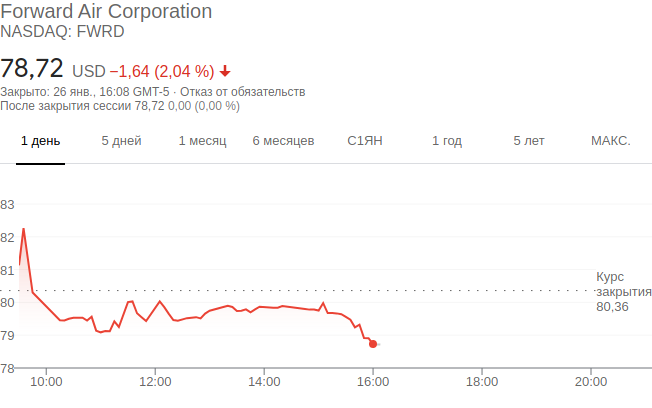 Forward Air Corporation
NASDAQ: FWRD
78,72 USD −1,64 (2,04 %)
Закрыто: 26 янв., 16:08 GMT-5 · Отказ от обязательств
После закрытия сессии 78,72 0,00 (0,00 %)
1 день 5 дней 1 месяц 6 месяцев С1ЯН 1 год 5 лет МАКС.
83
82
81
80
79
78
Курс
закрытия
80,36
10:00 12:00 14:00 16:00 18:00 20:00